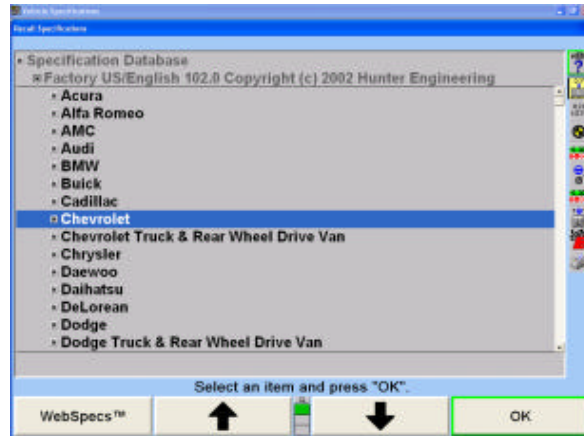 Vehicle Specifications
Recall Specifications
Specification Database
Factory US/English 102.0 Copyright (c) 2002 Hunter Engineering
Acura
Alfa Romeo
AMC
Audi
BMW
Buick
Cadillac
Chevrolet
Chevrolet Truck & Rear Wheel Drive Van
Chrysler
Daewoo
Daihatsu
DeLorean
Dodge
Dodge Truck & Rear Wheel Drive Van
Select an item and press "OK".
WebSpecs™
OK